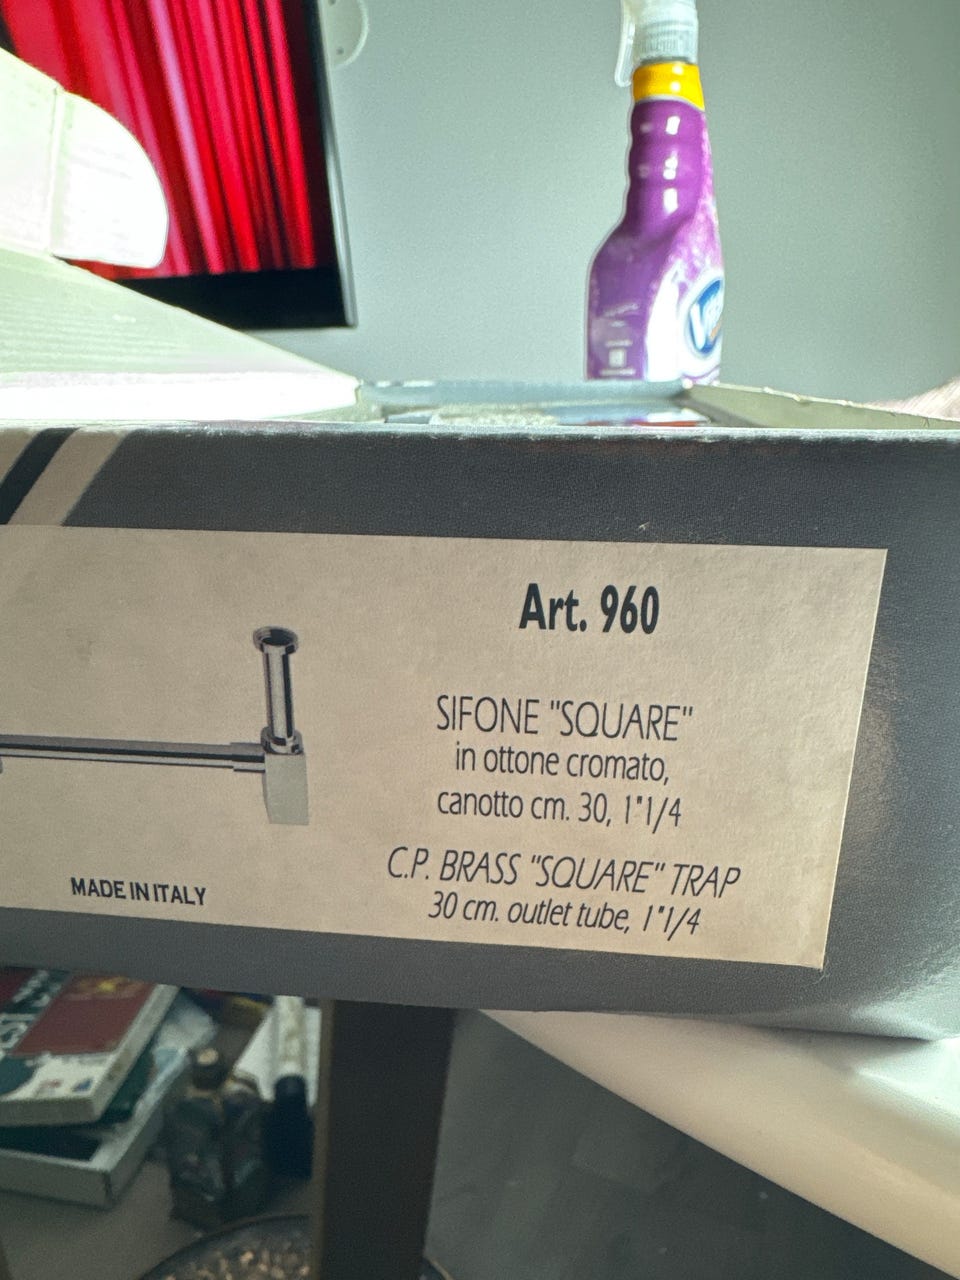 Art. 960
SIFONE "SQUARE"
in ottone cromato,
canotto cm. 30, 1"1/4
C.P. BRASS "SQUARE" TRAP
30 cm. outlet tube, 1"1/4
MADE IN ITALY